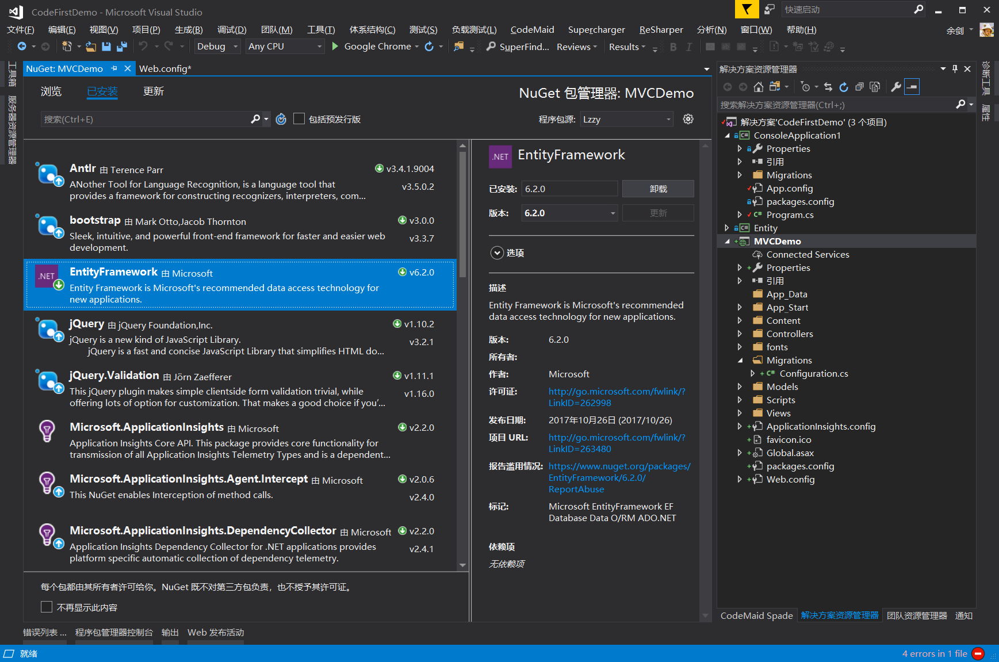 CodeFirstDemo - Microsoft Visual Studio
快速启动
文件(F) 编辑(E) 视图(V) 项目(P) 生成(B) 调试(D) 团队(M) 工具(T) 体系结构(C) 测试(S) 负载测试(L) CodeMaid Supercharger ReSharper 分析(N) 窗口(W) 帮助(H) 余剑
Debug Any CPU Google Chrome SuperFind... Reviews Results
工具箱
服务器资源管理器
NuGet: MVCDemo Web.config*
浏览 已安装 更新
NuGet 包管理器: MVCDemo
搜索(Ctrl+E)
包括预发行版
程序包源: Lzzy
Antlr 由 Terence Parr v3.4.1.9004
ANother Tool for Language Recognition, is a language tool that v3.5.0.2
provides a framework for constructing recognizers, interpreters, com...
bootstrap 由 Mark Otto,Jacob Thornton v3.0.0
Sleek, intuitive, and powerful front-end framework for faster and easier web v3.3.7
development.
.NET
EntityFramework 由 Microsoft v6.2.0
Entity Framework is Microsoft's recommended data access technology for
new applications.
jQuery 由 jQuery Foundation,Inc. v1.10.2
jQuery is a new kind of JavaScript Library. v3.2.1
jQuery is a fast and concise JavaScript Library that simplifies HTML do...
jQuery.Validation 由 Jörn Zaefferer v1.11.1
This jQuery plugin makes simple clientside form validation trivial, while v1.16.0
offering lots of option for customization. That makes a good choice if you'...
Microsoft.ApplicationInsights 由 Microsoft v2.2.0
Application Insights Core API. This package provides core functionality for
transmission of all Application Insights Telemetry Types and is a dependent...
Microsoft.ApplicationInsights.Agent.Intercept 由 Microsoft v2.0.6
This NuGet enables Interception of method calls. v2.4.0
Microsoft.ApplicationInsights.DependencyCollector 由 Microsoft v2.2.0
Application Insights Dependency Collector for .NET applications provides v2.4.1
platform specific automatic collection of dependency telemetry.
每个包都由其所有者许可给你。NuGet 既不对第三方包负责，也不授予其许可证。
不再显示此内容
.NET EntityFramework
已安装: 6.2.0 卸载
版本: 6.2.0 更新
选项
描述
Entity Framework is Microsoft's recommended
data access technology for new applications.
版本: 6.2.0
所有者:
作者: Microsoft
许可证: http://go.microsoft.com/fwlink/?
LinkID=262998
发布日期: 2017年10月26日 (2017/10/26)
项目 URL: http://go.microsoft.com/fwlink/?
LinkID=263480
报告滥用情况: https://www.nuget.org/packages/
EntityFramework/6.2.0/
ReportAbuse
标记: Microsoft EntityFramework EF
Database Data O/RM ADO.NET
依赖项
无依赖项
解决方案资源管理器
搜索解决方案资源管理器(Ctrl+;)
解决方案'CodeFirstDemo' (3 个项目)
ConsoleApplication1
Properties
引用
Migrations
App.config
packages.config
Program.cs
Entity
MVCDemo
Connected Services
Properties
引用
App_Data
App_Start
Content
Controllers
fonts
Migrations
Configuration.cs
Models
Scripts
Views
ApplicationInsights.config
favicon.ico
Global.asax
packages.config
Web.config
CodeMaid Spade 解决方案资源管理器 团队资源管理器 通知
诊断工具
属性
错误列表 ... 程序包管理器控制台 输出 Web 发布活动
就绪
4 errors in 1 file